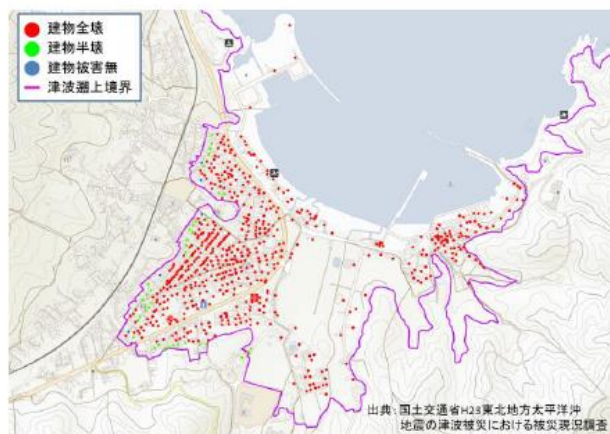 建物全壊
建物半壊
建物被害無
津波遡上境界
出典：国土交通省H23東北地方太平洋沖
地震の津波被災における被災現況調査